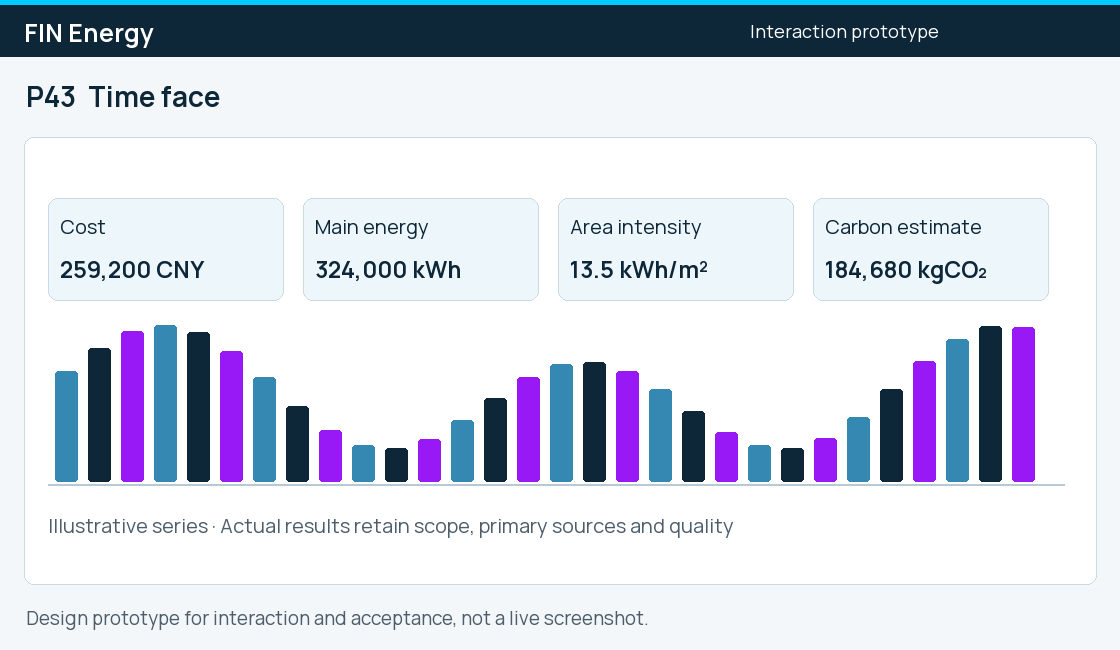 FIN Energy
Interaction prototype
P43 Time face
Cost
259,200 CNY
Main energy
324,000 kWh
Area intensity
13.5 kWh/m²
Carbon estimate
184,680 kgCO₂
Illustrative series · Actual results retain scope, primary sources and quality
Design prototype for interaction and acceptance, not a live screenshot.